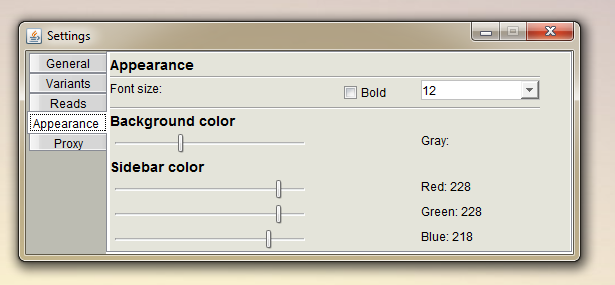 Settings
General
Variants
Reads
Appearance
Proxy
Appearance
Font size:
Bold
12
Background color
Gray:
Sidebar color
Red: 228
Green: 228
Blue: 218